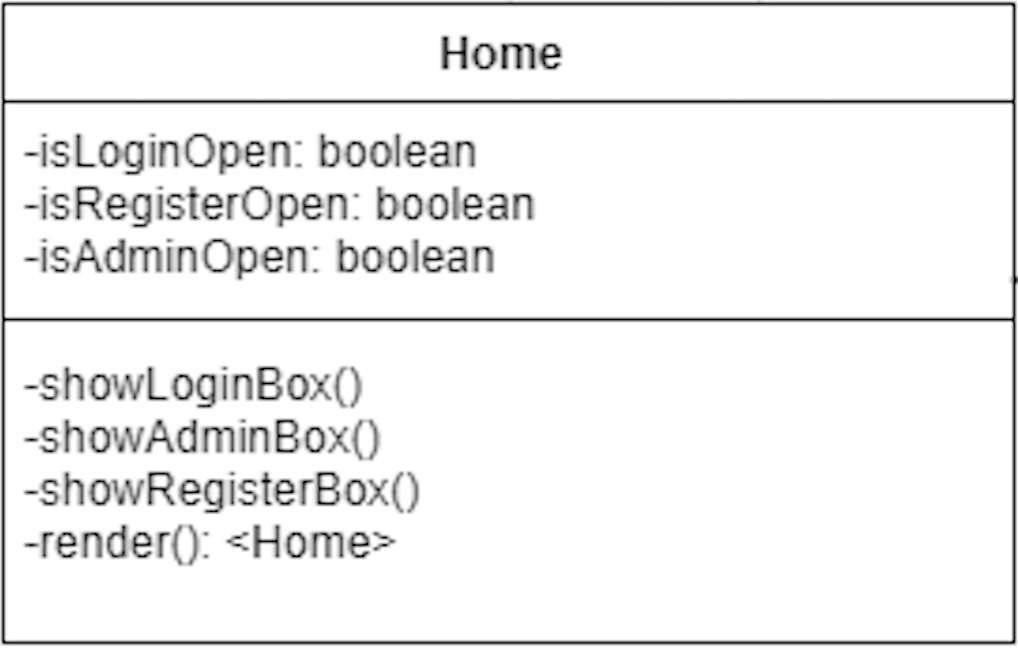 Home
-isLoginOpen: boolean
-isRegisterOpen: boolean
-isAdminOpen: boolean
-showLoginBox()
-showAdminBox()
-showRegisterBox()
-render(): <Home>